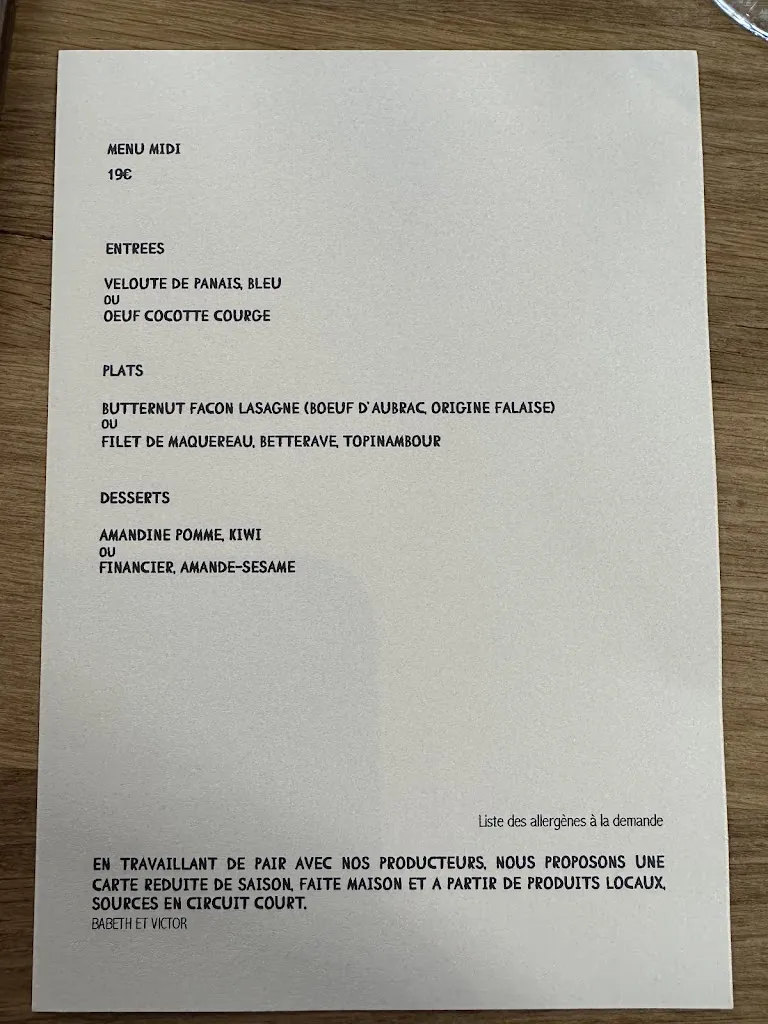 MENU MIDI
19€
ENTREES
VELOUTE DE PANAIS, BLEU
OU
OEUF COCOTTE COURGE
PLATS
BUTTERNUT FACON LASAGNE (BOEUF D'AUBRAC, ORIGINE FALAISE)
OU
FILET DE MAQUEREAU, BETTERAVE, TOPINAMBOUR
DESSERTS
AMANDINE POMME, KIWI
OU
FINANCIER, AMANDE-SESAME
Liste des allergènes à la demande
EN TRAVAILLANT DE PAIR AVEC NOS PRODUCTEURS, NOUS PROPOSONS UNE
CARTE REDUITE DE SAISON, FAITE MAISON ET A PARTIR DE PRODUITS LOCAUX,
SOURCES EN CIRCUIT COURT.
BABETH ET VICTOR